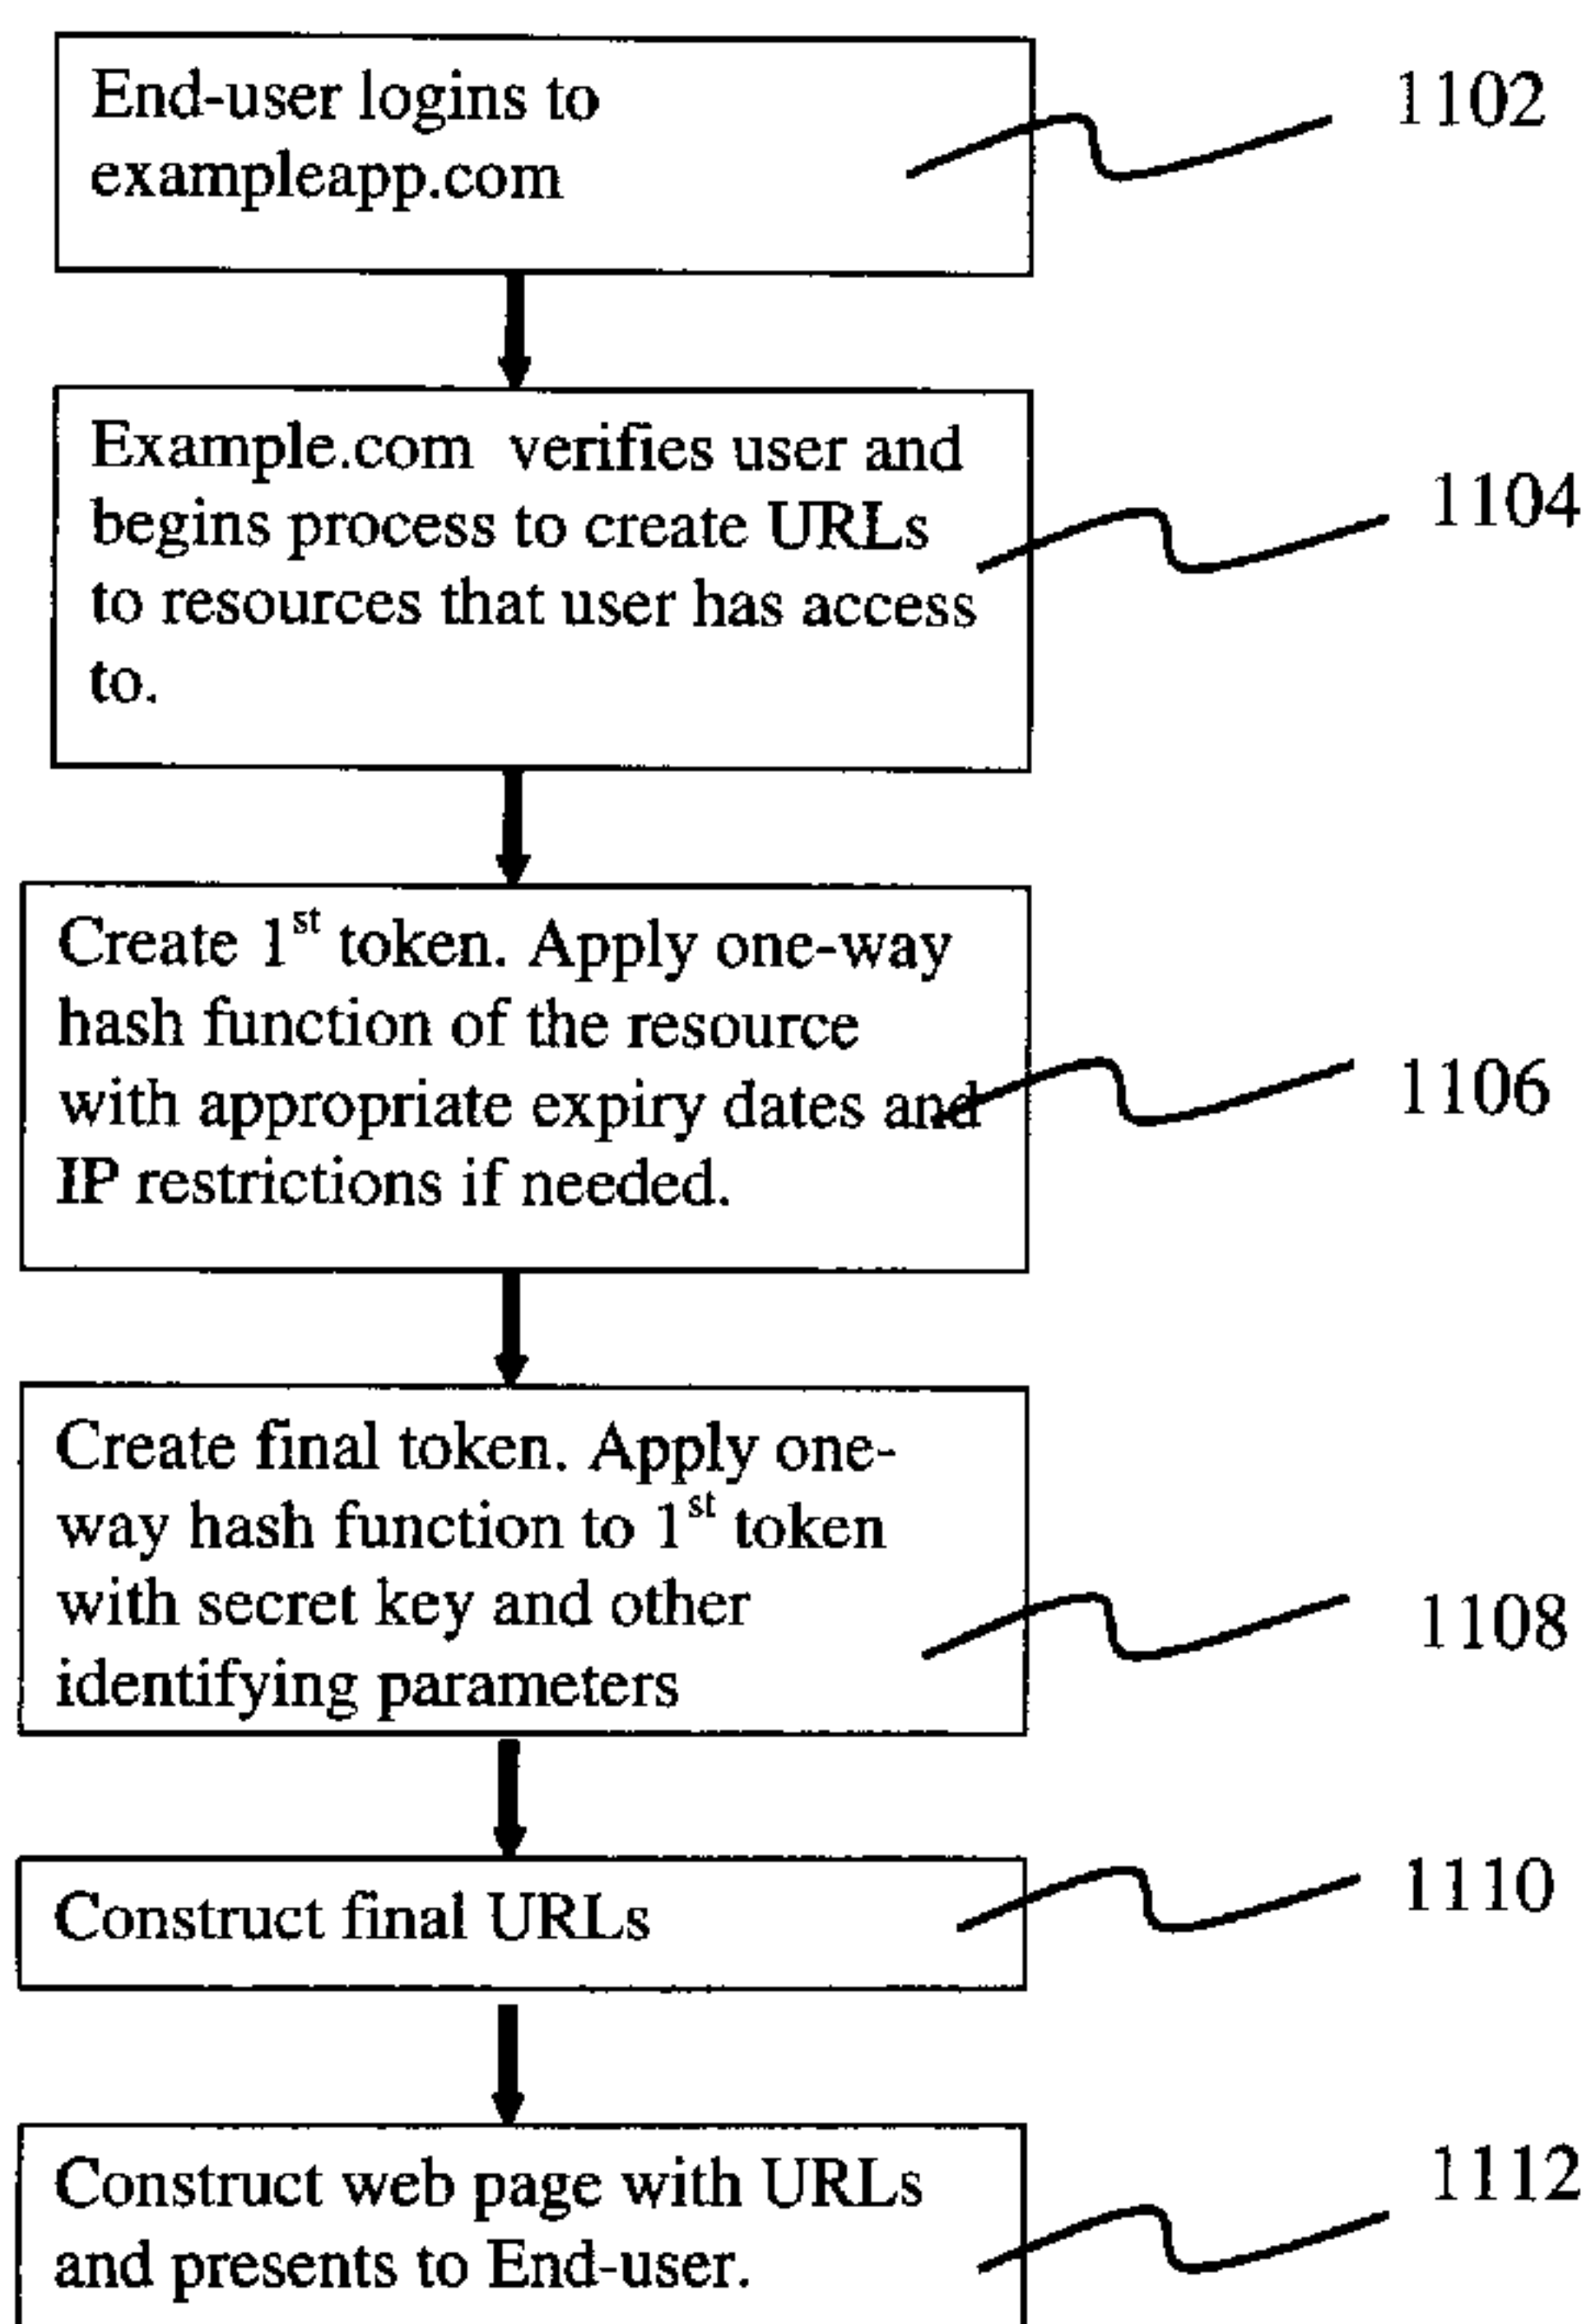 End-user logins to
exampleapp.com
1102
Example.com verifies user and
begins process to create URLs
to resources that user has access
to.
1104
Create 1st token. Apply one-way
hash function of the resource
with appropriate expiry dates and
IP restrictions if needed.
1106
Create final token. Apply one-
way hash function to 1st token
with secret key and other
identifying parameters
1108
Construct final URLs
1110
Construct web page with URLs
and presents to End-user.
1112